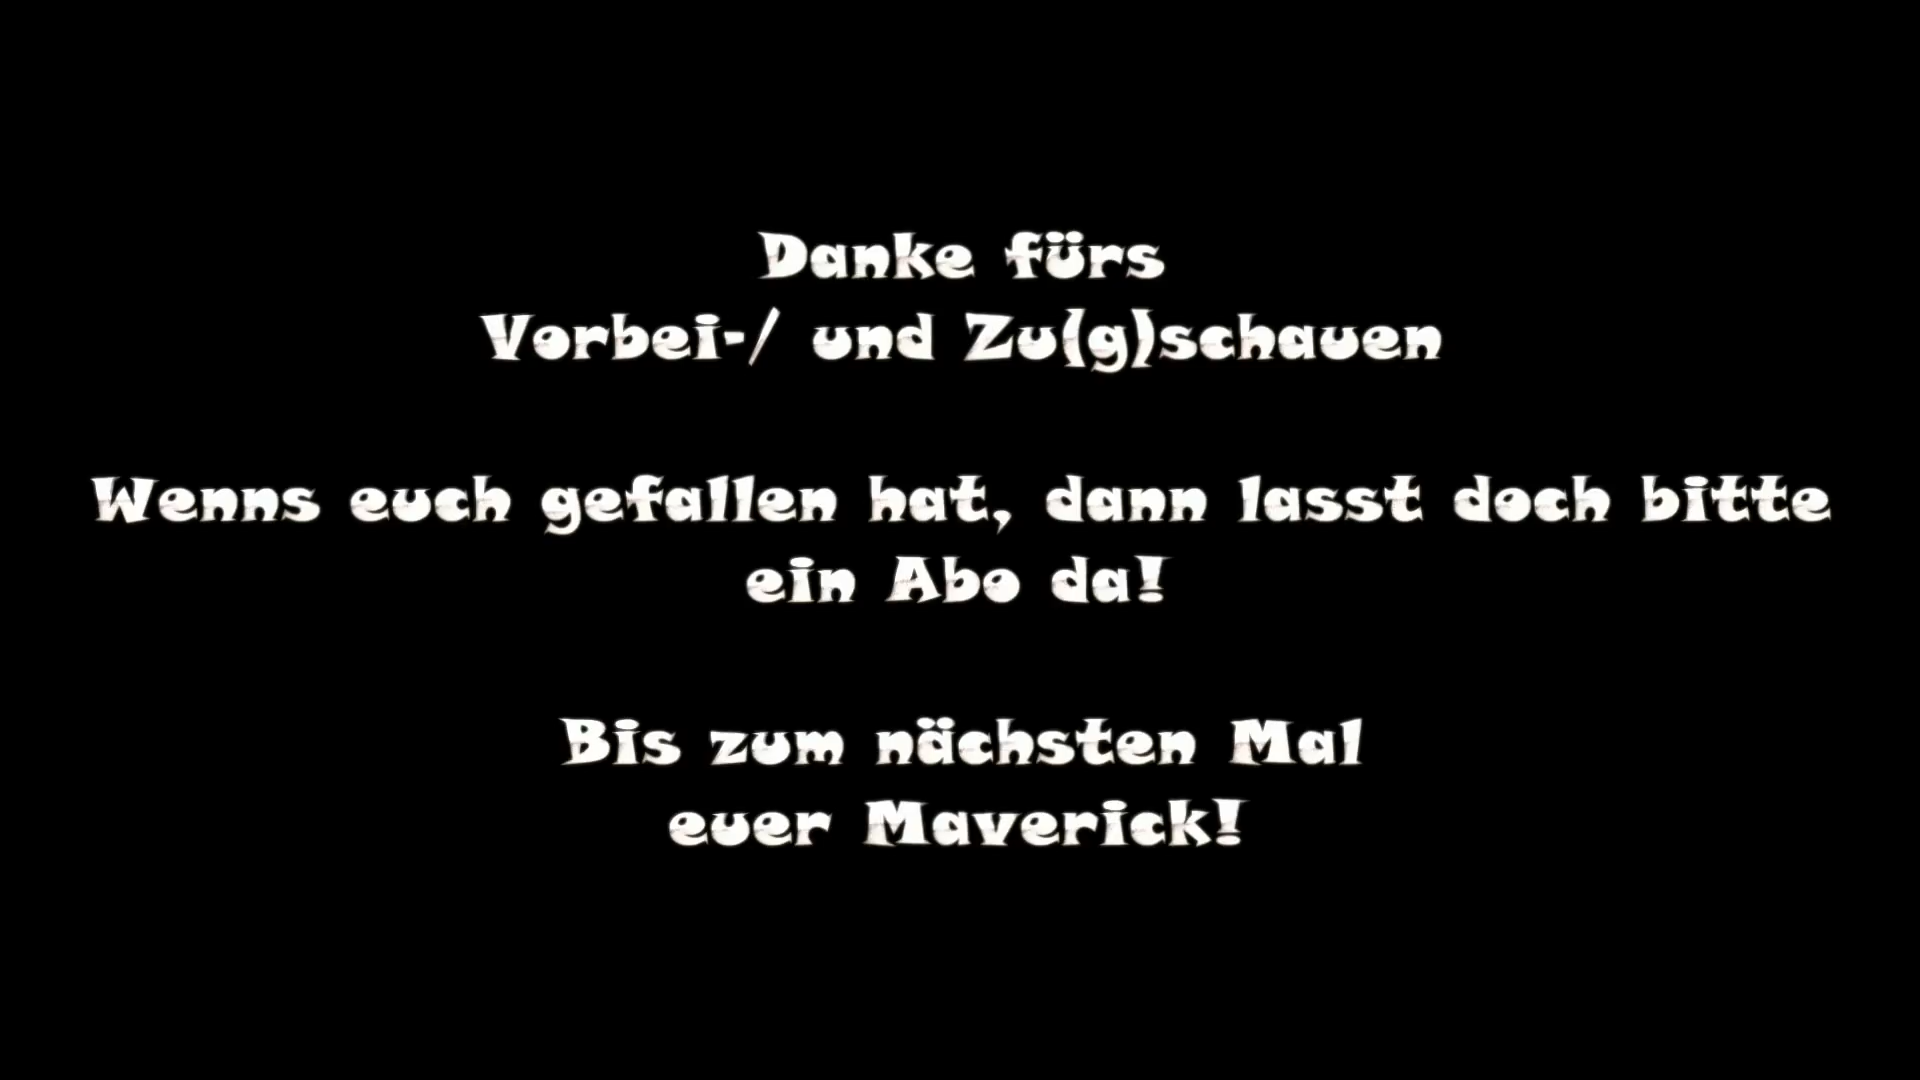 Danke fürs
Vorbei-/ und Zu(g)schauen
Wenns euch gefallen hat, dann lasst doch bitte
ein Abo da!
Bis zum nächsten Mal
euer Maverick!